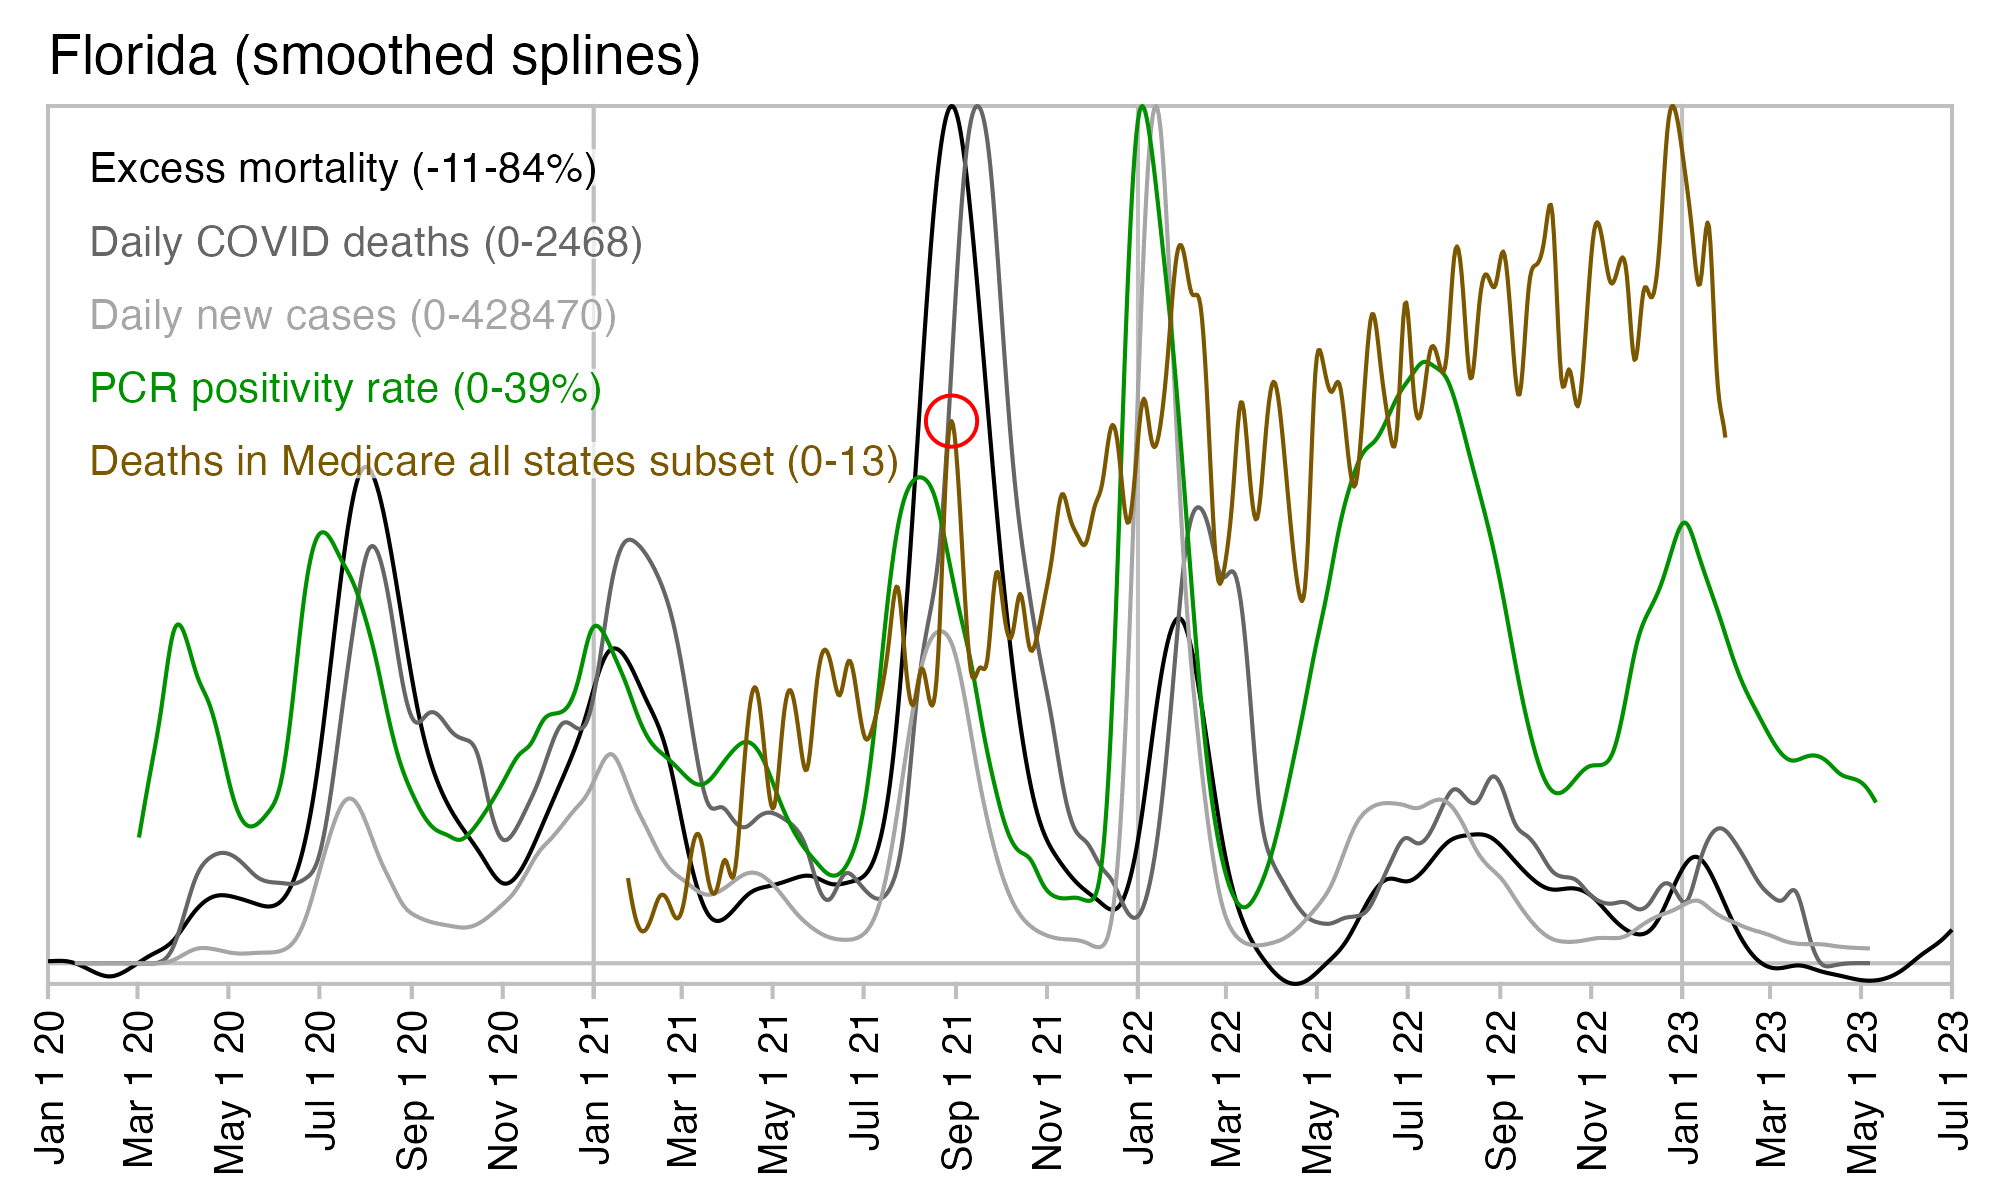 Florida (smoothed splines)
Excess mortality (-11-84%)
Daily COVID deaths (0-2468)
Daily new cases (0-428470)
PCR positivity rate (0-39%)
Deaths in Medicare all states subset (0-13)
Jan 1 20
Mar 1 20
May 1 20
Jul 1 20
Sep 1 20
Nov 1 20
Jan 1 21
Mar 1 21
May 1 21
Jul 1 21
Sep 1 21
Nov 1 21
Jan 1 22
Mar 1 22
May 1 22
Jul 1 22
Sep 1 22
Nov 1 22
Jan 1 23
Mar 1 23
May 1 23
Jul 1 23